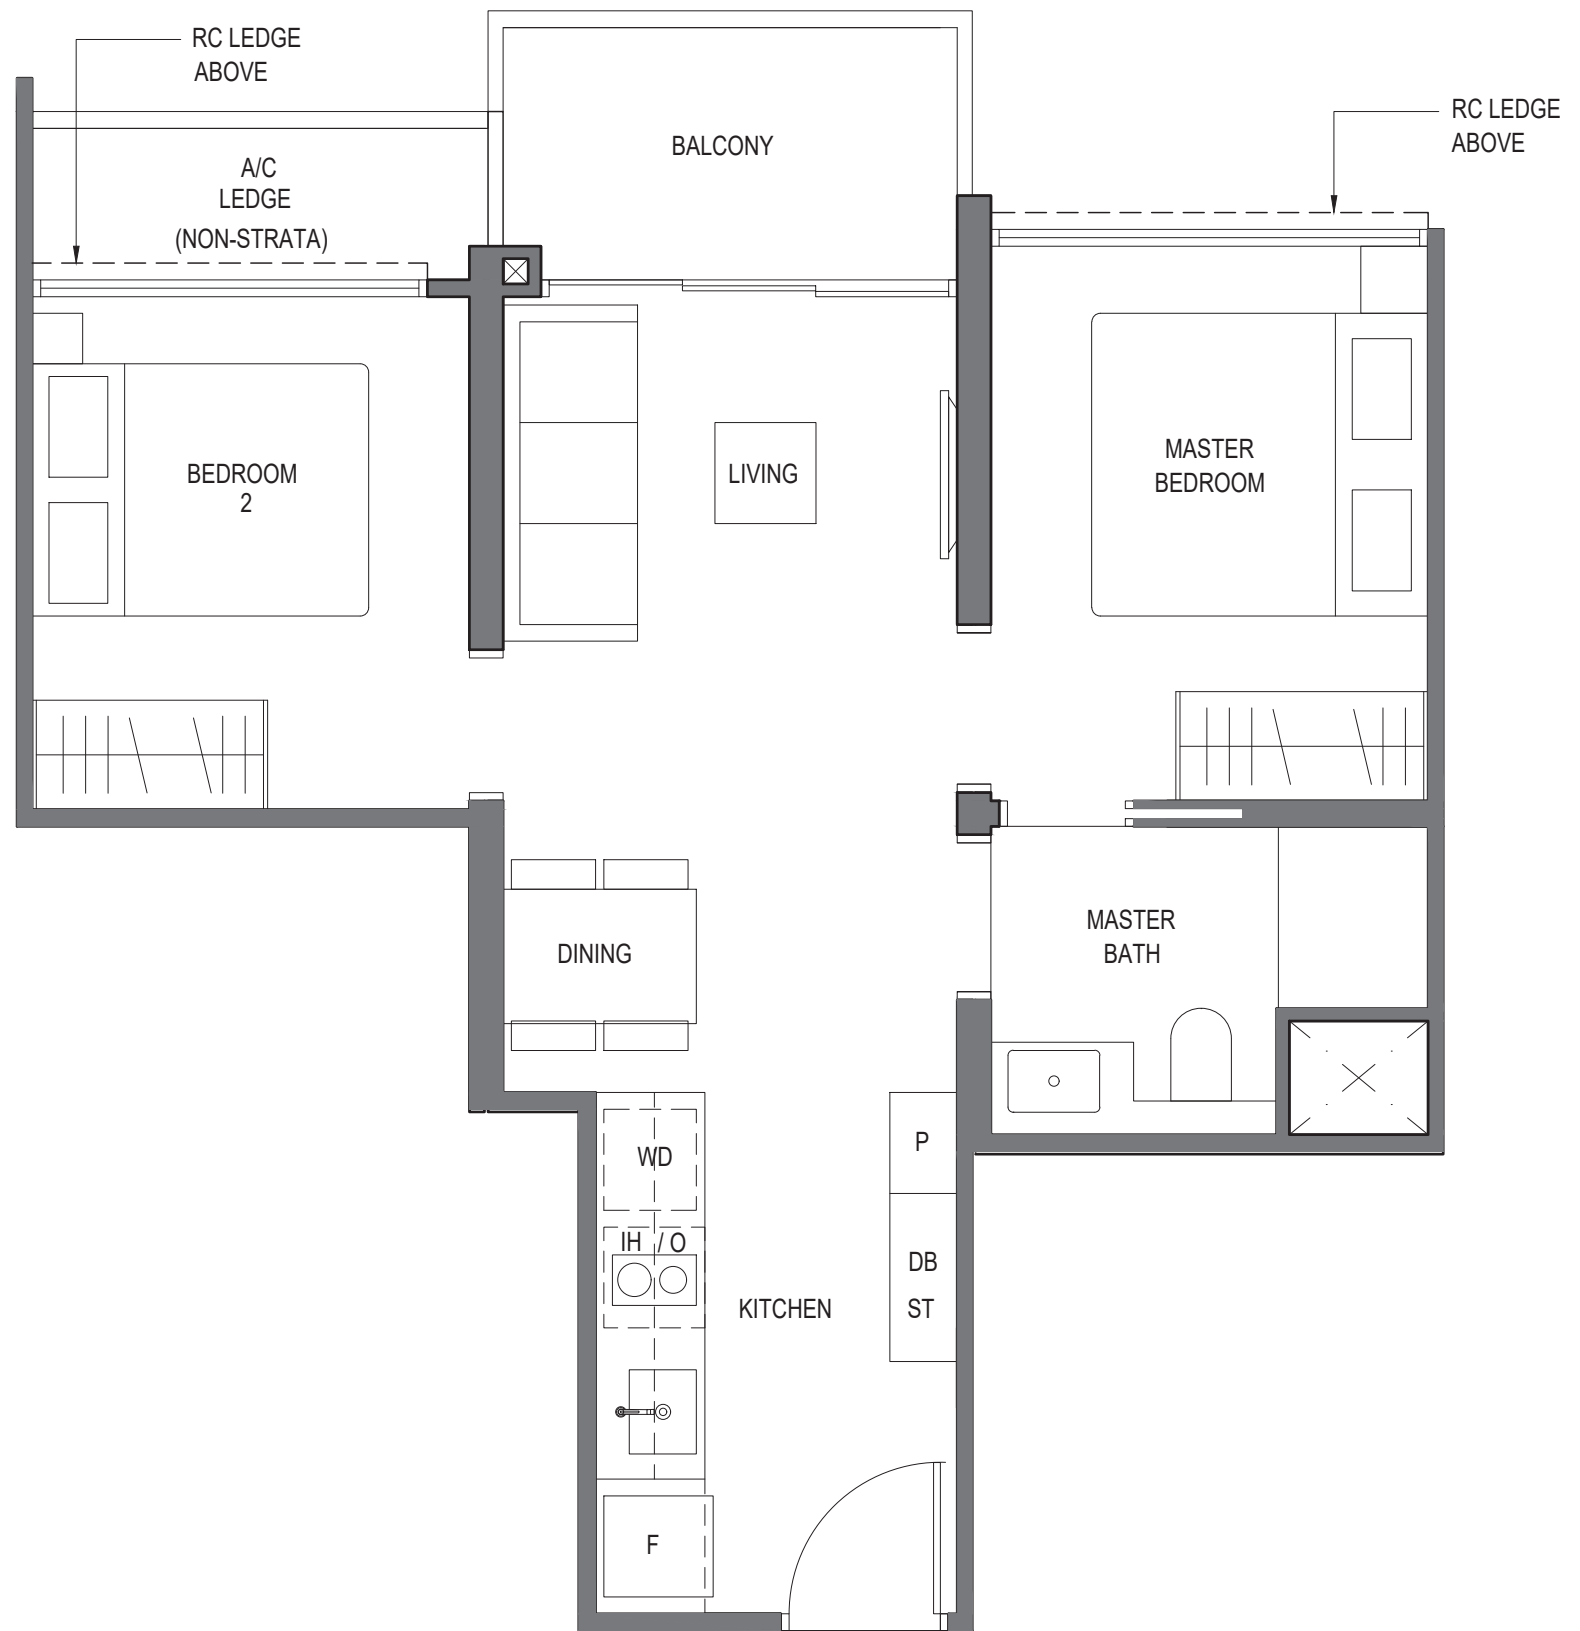 RC LEDGE
ABOVE
RC LEDGE
ABOVE
A/C
LEDGE
(NON-STRATA)
BALCONY
BEDROOM
2
LIVING
MASTER
BEDROOM
DINING
MASTER
BATH
WD
P
IH / O
DB
ST
KITCHEN
F